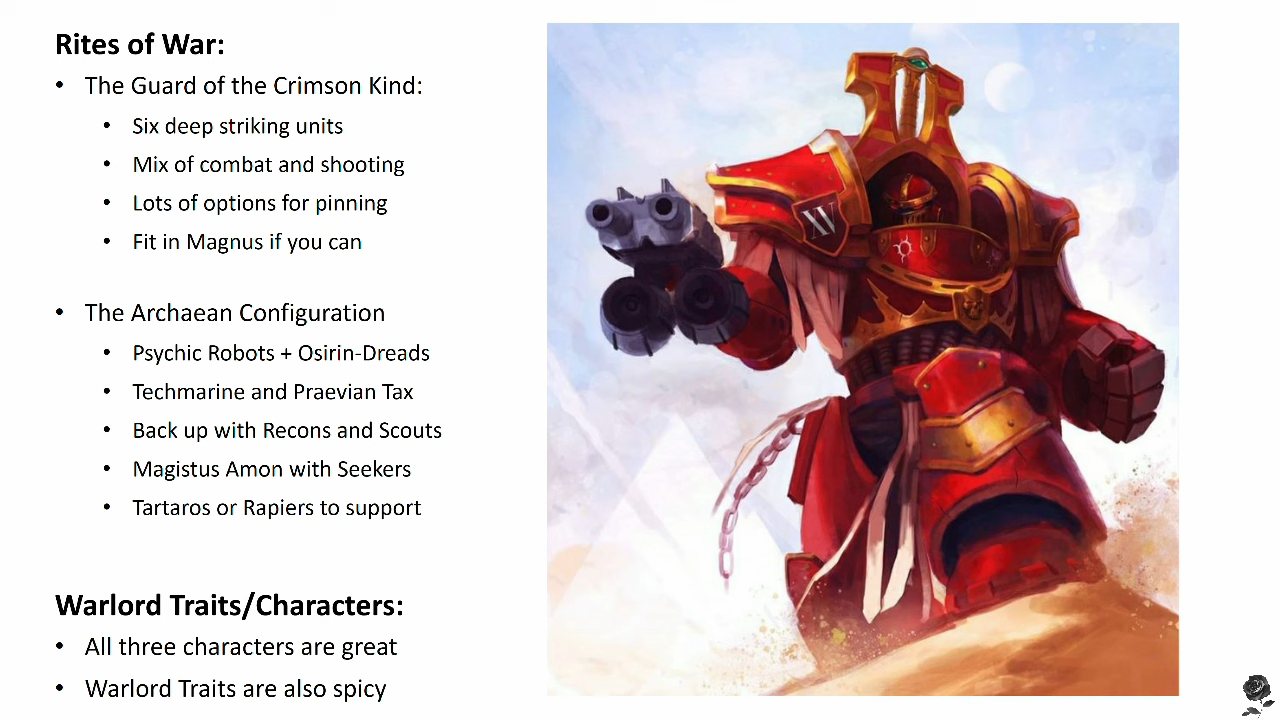 Rites of War:
• The Guard of the Crimson Kind:
• Six deep striking units
• Mix of combat and shooting
• Lots of options for pinning
• Fit in Magnus if you can
• The Archaean Configuration
• Psychic Robots + Osirin-Dreads
• Techmarine and Praevian Tax
• Back up with Recons and Scouts
• Magistus Amon with Seekers
• Tartaros or Rapiers to support
Warlord Traits/Characters:
• All three characters are great
• Warlord Traits are also spicy
XV